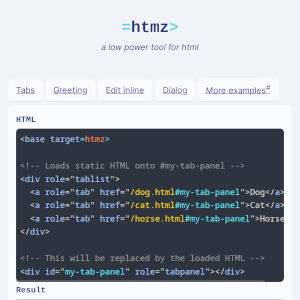 =htmz>
a low power tool for html
Tabs Greeting Edit inline Dialog More examples#
HTML
<base target=htmz>
<!-- Loads static HTML onto #my-tab-panel -->
<div role="tablist">
<a role="tab" href="/dog.html#my-tab-panel">Dog</a>
<a role="tab" href="/cat.html#my-tab-panel">Cat</a>
<a role="tab" href="/horse.html#my-tab-panel">Horse
</div>
<!-- This will be replaced by the loaded HTML -->
<div id="my-tab-panel" role="tabpanel"></div>
Result